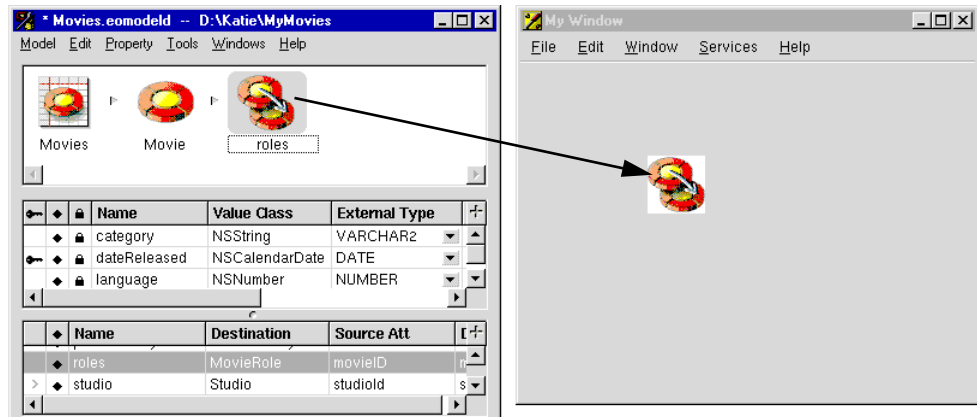 * Movies.eomodeld -- D:\Katie\MyMovies
Model Edit Property Tools Windows Help
Movies Movie roles
Name Value Class External Type
category NSString VARCHAR2
dateReleased NSCalendarDate DATE
language NSNumber NUMBER
Name Destination Source Att
roles MovieRole movieID
studio Studio studioId s
My Window
File Edit Window Services Help